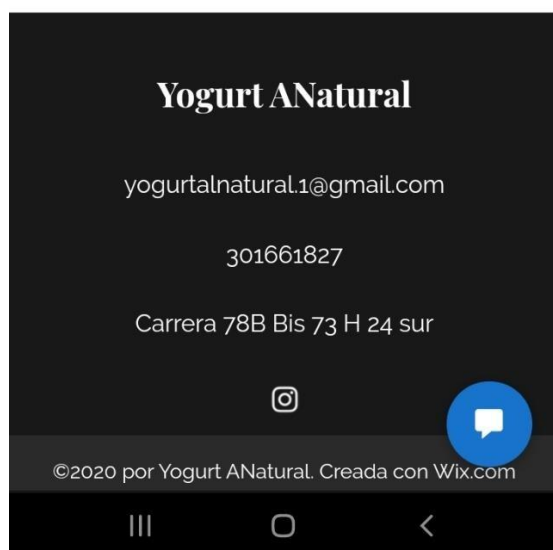 Yogurt ANatural
yogurtalnatural.1@gmail.com
301661827
Carrera 78B Bis 73 H 24 sur
©2020 por Yogurt ANatural. Creada con Wix.com